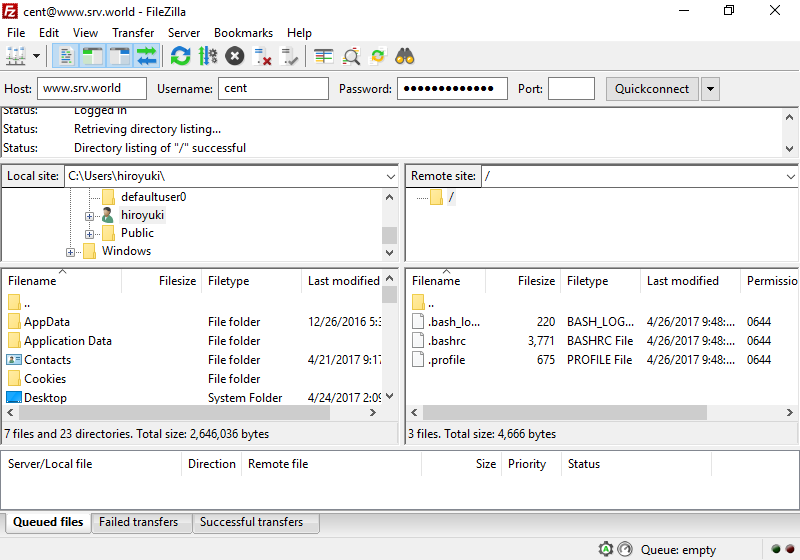 cent@www.srv.world - FileZilla
File Edit View Transfer Server Bookmarks Help
Host: www.srv.world Username: cent Password: ●●●●●●●●●●●●● Port: Quickconnect
Status: Logged in
Status: Retrieving directory listing...
Status: Directory listing of "/" successful
Local site: C:\Users\hiroyuki\
defaultuser0
hiroyuki
Public
Windows
Remote site: /
/
Filename Filesize Filetype Last modified
..
AppData File folder 12/26/2016 5:3
Application Data File folder
Contacts File folder 4/21/2017 9:17
Cookies File folder
Desktop System Folder 4/24/2017 2:09
7 files and 23 directories. Total size: 2,646,036 bytes
Filename Filesize Filetype Last modified Permissio
..
.bash_lo... 220 BASH_LOG... 4/26/2017 9:48:... 0644
.bashrc 3,771 BASHRC File 4/26/2017 9:48:... 0644
.profile 675 PROFILE File 4/26/2017 9:48:... 0644
3 files. Total size: 4,666 bytes
Server/Local file Direction Remote file Size Priority Status
Queued files Failed transfers Successful transfers
Queue: empty